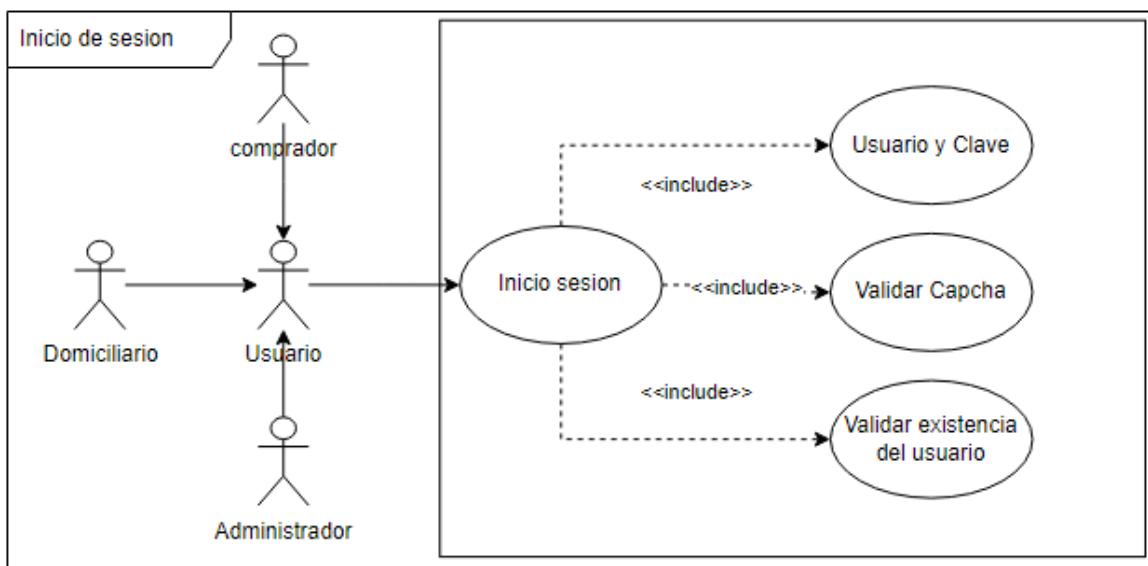 Inicio de sesion
comprador
Usuario y Clave
<<include>>
Inicio sesion
<<include>>
Validar Capcha
Domiciliario
Usuario
<<include>>
Validar existencia
del usuario
Administrador